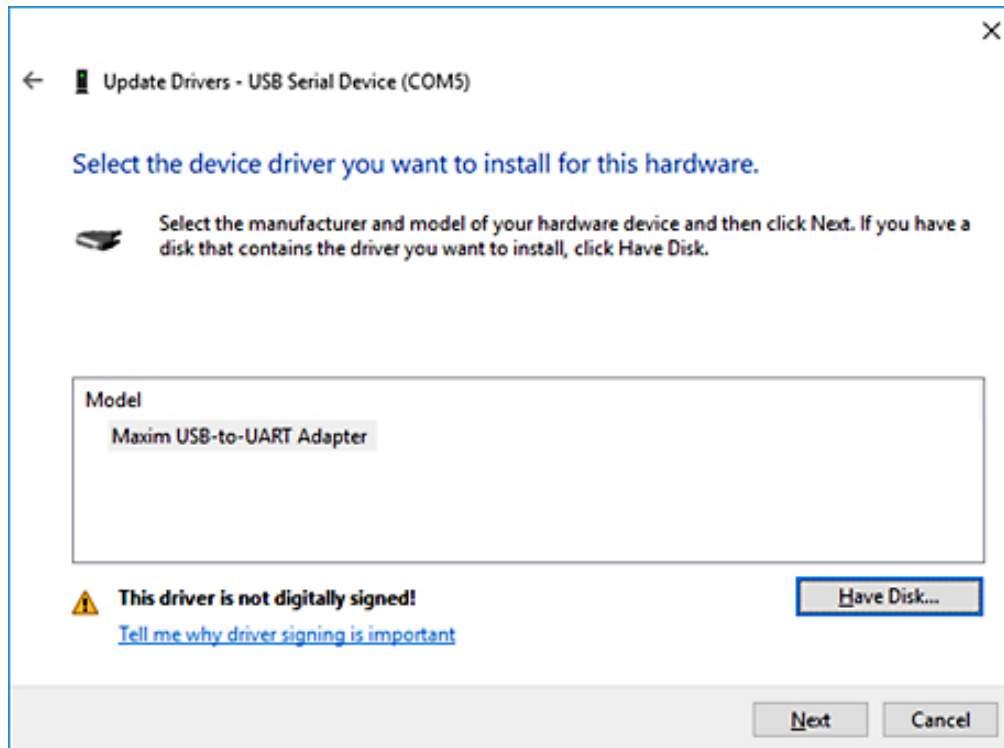 Update Drivers - USB Serial Device (COM5)
Select the device driver you want to install for this hardware.
Select the manufacturer and model of your hardware device and then click Next. If you have a
disk that contains the driver you want to install, click Have Disk.
Model
Maxim USB-to-UART Adapter
This driver is not digitally signed!
Have Disk...
Tell me why driver signing is important
Next
Cancel